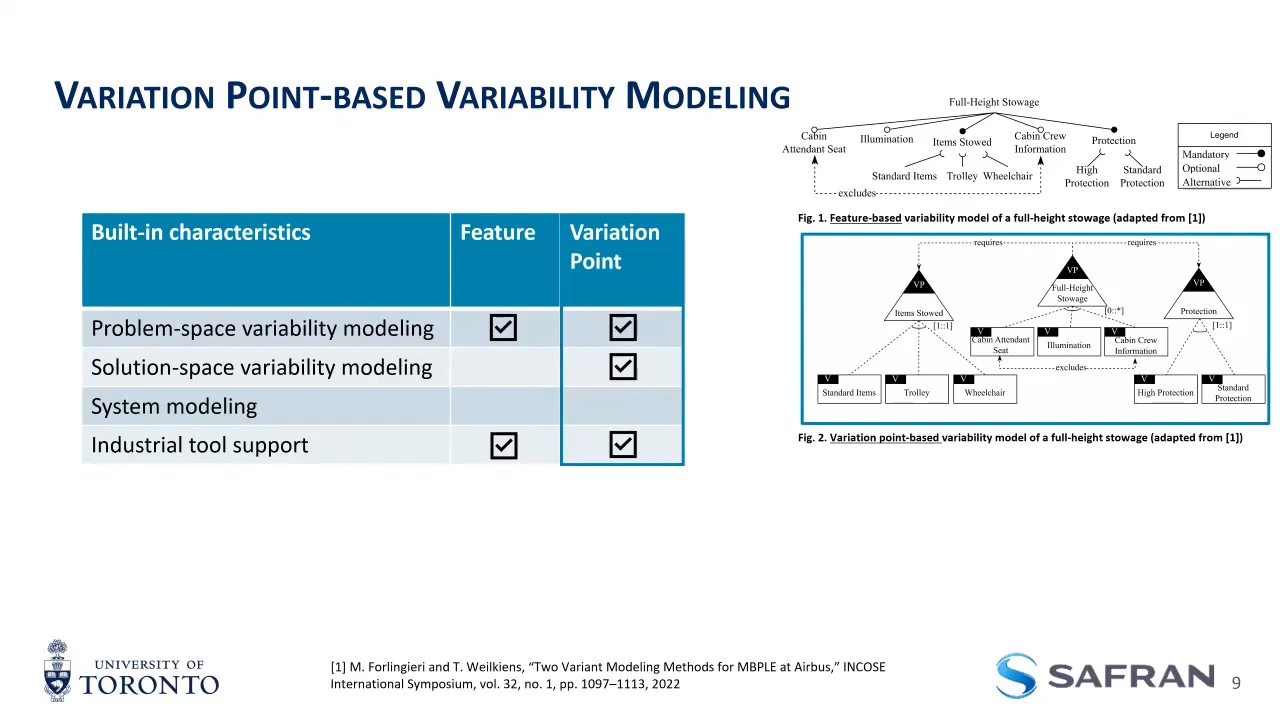 VARIATION POINT-BASED VARIABILITY MODELING
Full-Height Stowage
Cabin
Attendant Seat
Illumination
Items Stowed
Cabin Crew
Information
Protection
Standard Items
Trolley
Wheelchair
High
Protection
Standard
Protection
excludes
Legend
Mandatory
Optional
Alternative
Fig. 1. Feature-based variability model of a full-height stowage (adapted from [1])
Built-in characteristics
Feature
Variation
Point
Problem-space variability modeling
Solution-space variability modeling
System modeling
Industrial tool support
requires
requires
VP
Items Stowed
[1::1]
VP
Full-Height
Stowage
[0::*]
VP
Protection
[1::1]
V
Cabin Attendant
Seat
V
Illumination
V
Cabin Crew
Information
excludes
V
Standard Items
V
Trolley
V
Wheelchair
V
High Protection
V
Standard
Protection
Fig. 2. Variation point-based variability model of a full-height stowage (adapted from [1])
UNIVERSITY OF
TORONTO
[1] M. Forlingieri and T. Weilkiens, “Two Variant Modeling Methods for MBPLE at Airbus,” INCOSE
International Symposium, vol. 32, no. 1, pp. 1097–1113, 2022
SAFRAN
9